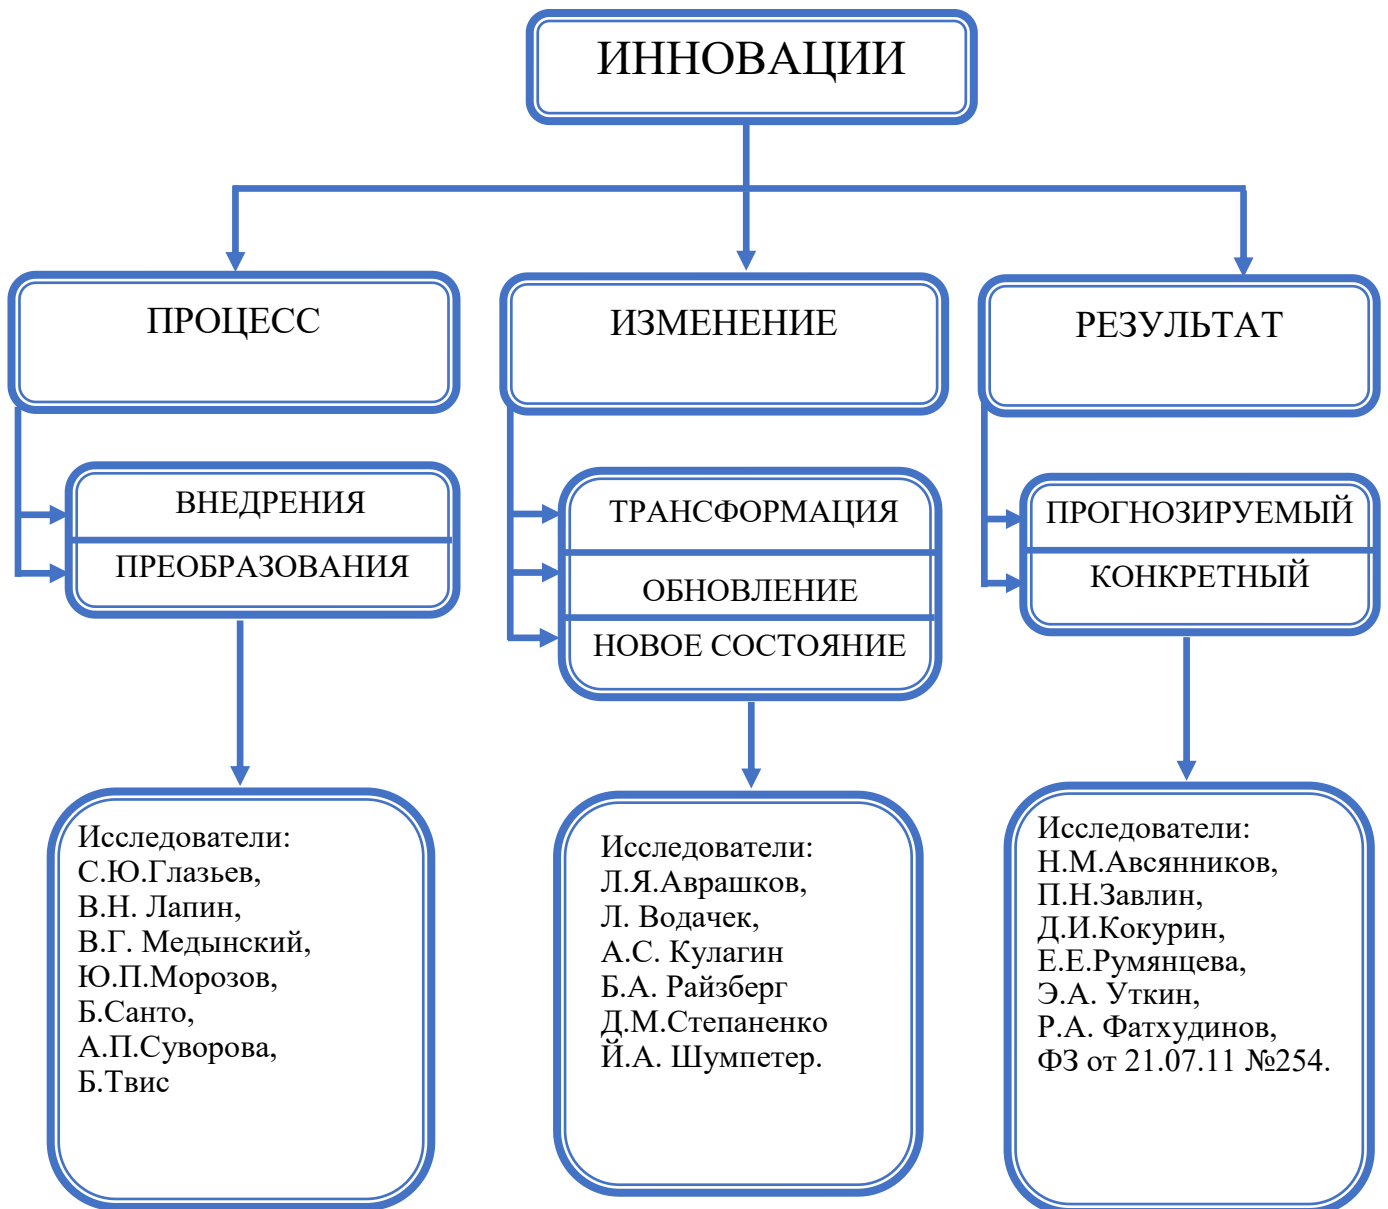 ИННОВАЦИИ
ПРОЦЕСС
ИЗМЕНЕНИЕ
РЕЗУЛЬТАТ
ВНЕДРЕНИЯ
ПРЕОБРАЗОВАНИЯ
ТРАНСФОРМАЦИЯ
ОБНОВЛЕНИЕ
НОВОЕ СОСТОЯНИЕ
ПРОГНОЗИРУЕМЫЙ
КОНКРЕТНЫЙ
Исследователи:
С.Ю.Глазьев,
В.Н. Лапин,
В.Г. Медынский,
Ю.П.Морозов,
Б.Санто,
А.П.Суворова,
Б.Твис
Исследователи:
Л.Я.Аврашков,
Л. Водачек,
А.С. Кулагин
Б.А. Райзберг
Д.М.Степаненко
Й.А. Шумпетер.
Исследователи:
Н.М.Авсянников,
П.Н.Завлин,
Д.И.Кокурин,
Е.Е.Румянцева,
Э.А. Уткин,
Р.А. Фатхудинов,
ФЗ от 21.07.11 №254.